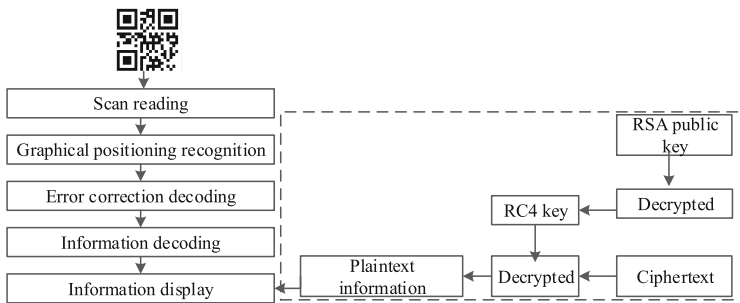 Scan reading
Graphical positioning recognition
Error correction decoding
Information decoding
Information display
RSA public
key
Decrypted
RC4 key
Plaintext
information
Decrypted
Ciphertext